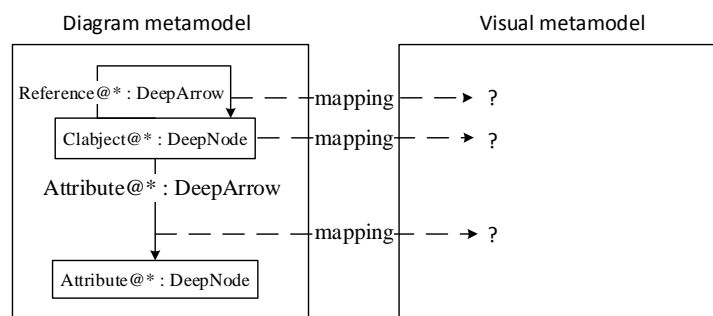 Diagram metamodel
Visual metamodel
Reference@* : DeepArrow
mapping
?
Clabject@* : DeepNode
mapping
?
Attribute@* : DeepArrow
mapping
?
Attribute@* : DeepNode